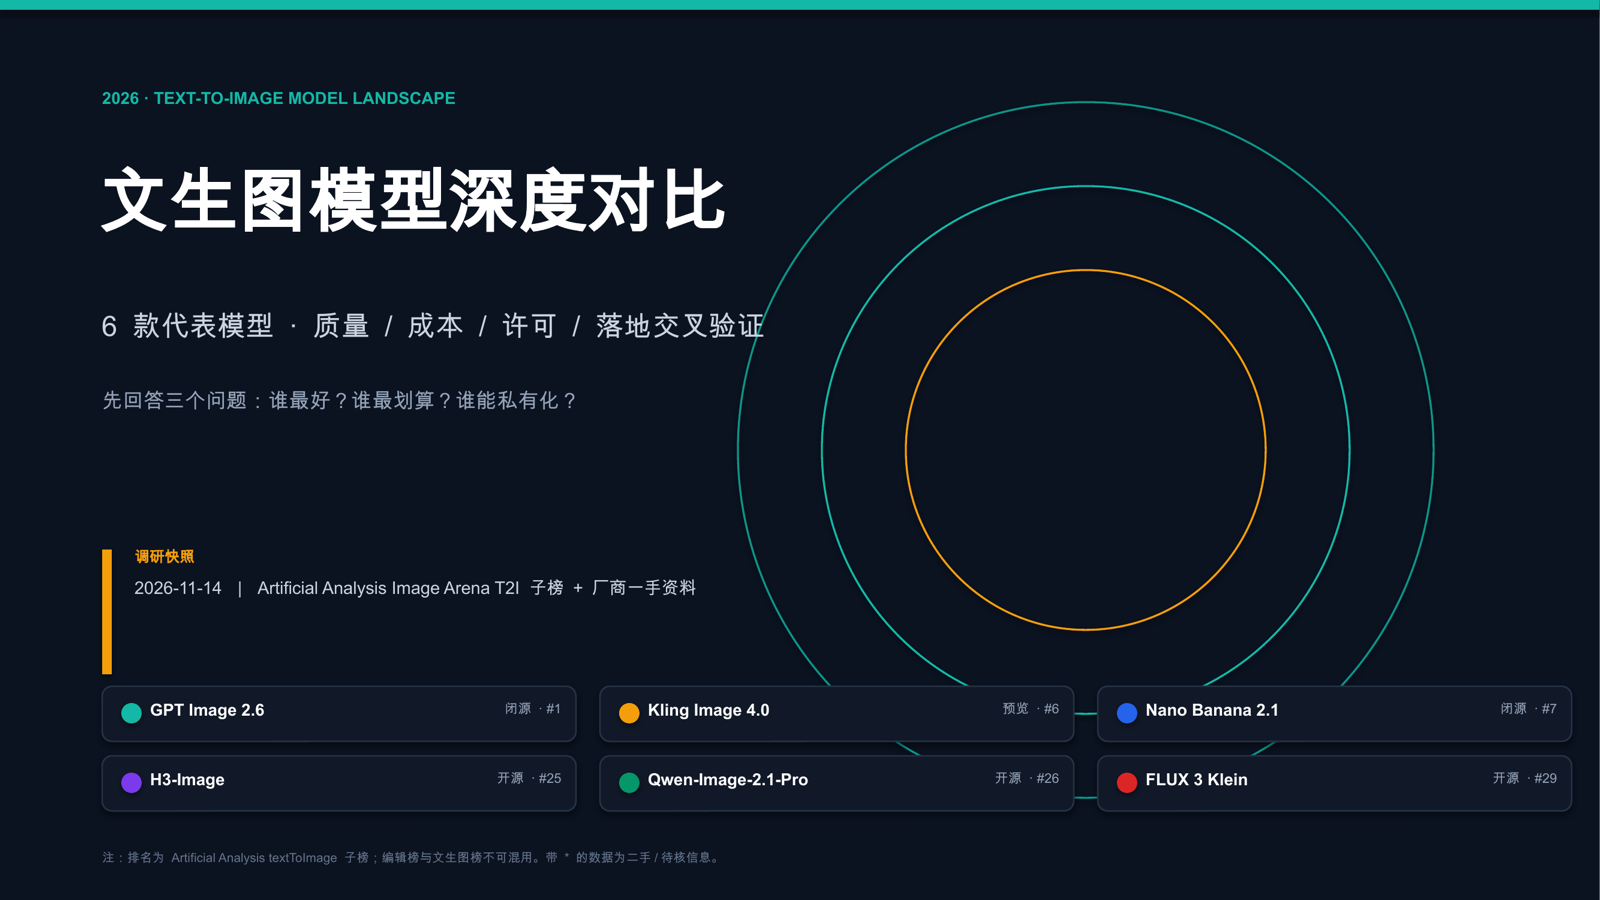 2026 · TEXT-TO-IMAGE MODEL LANDSCAPE
文生图模型深度对比
6 款代表模型 · 质量 / 成本 / 许可 / 落地交叉验证
先回答三个问题：谁最好？谁最划算？谁能私有化？
调研快照
2026-11-14 | Artificial Analysis Image Arena T2I 子榜 + 厂商一手资料
GPT Image 2.6 闭源 · #1
Kling Image 4.0 预览 · #6
Nano Banana 2.1 闭源 · #7
H3-Image 开源 · #25
Qwen-Image-2.1-Pro 开源 · #26
FLUX 3 Klein 开源 · #29
注：排名为 Artificial Analysis textToImage 子榜；编辑榜与文生图榜不可混用。带 * 的数据为二手 / 待核信息。